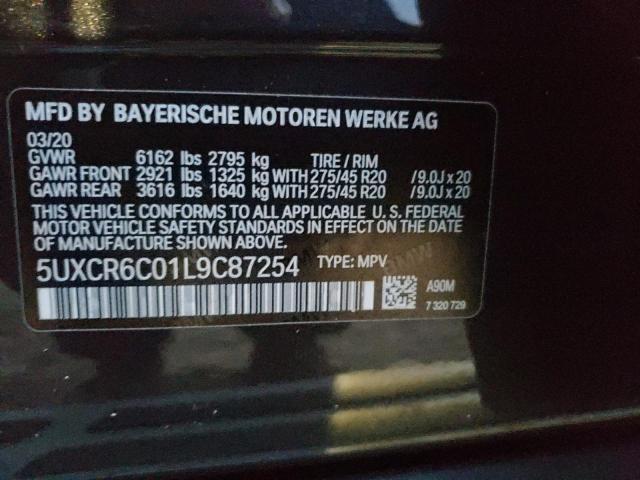 MFD BY BAYERISCHE MOTOREN WERKE AG
03/20
GVWR 6162 lbs 2795 kg TIRE / RIM
GAWR FRONT 2921 lbs 1325 kg WITH 275/45 R20 /9.0J x 20
GAWR REAR 3616 lbs 1640 kg WITH 275/45 R20 /9.0J x 20
THIS VEHICLE CONFORMS TO ALL APPLICABLE U. S. FEDERAL
MOTOR VEHICLE SAFETY STANDARDS IN EFFECT ON THE DATE
OF MANUFACTURE SHOWN ABOVE.
5UXCR6C01L9C87254 TYPE: MPV
A90M
7 320 729